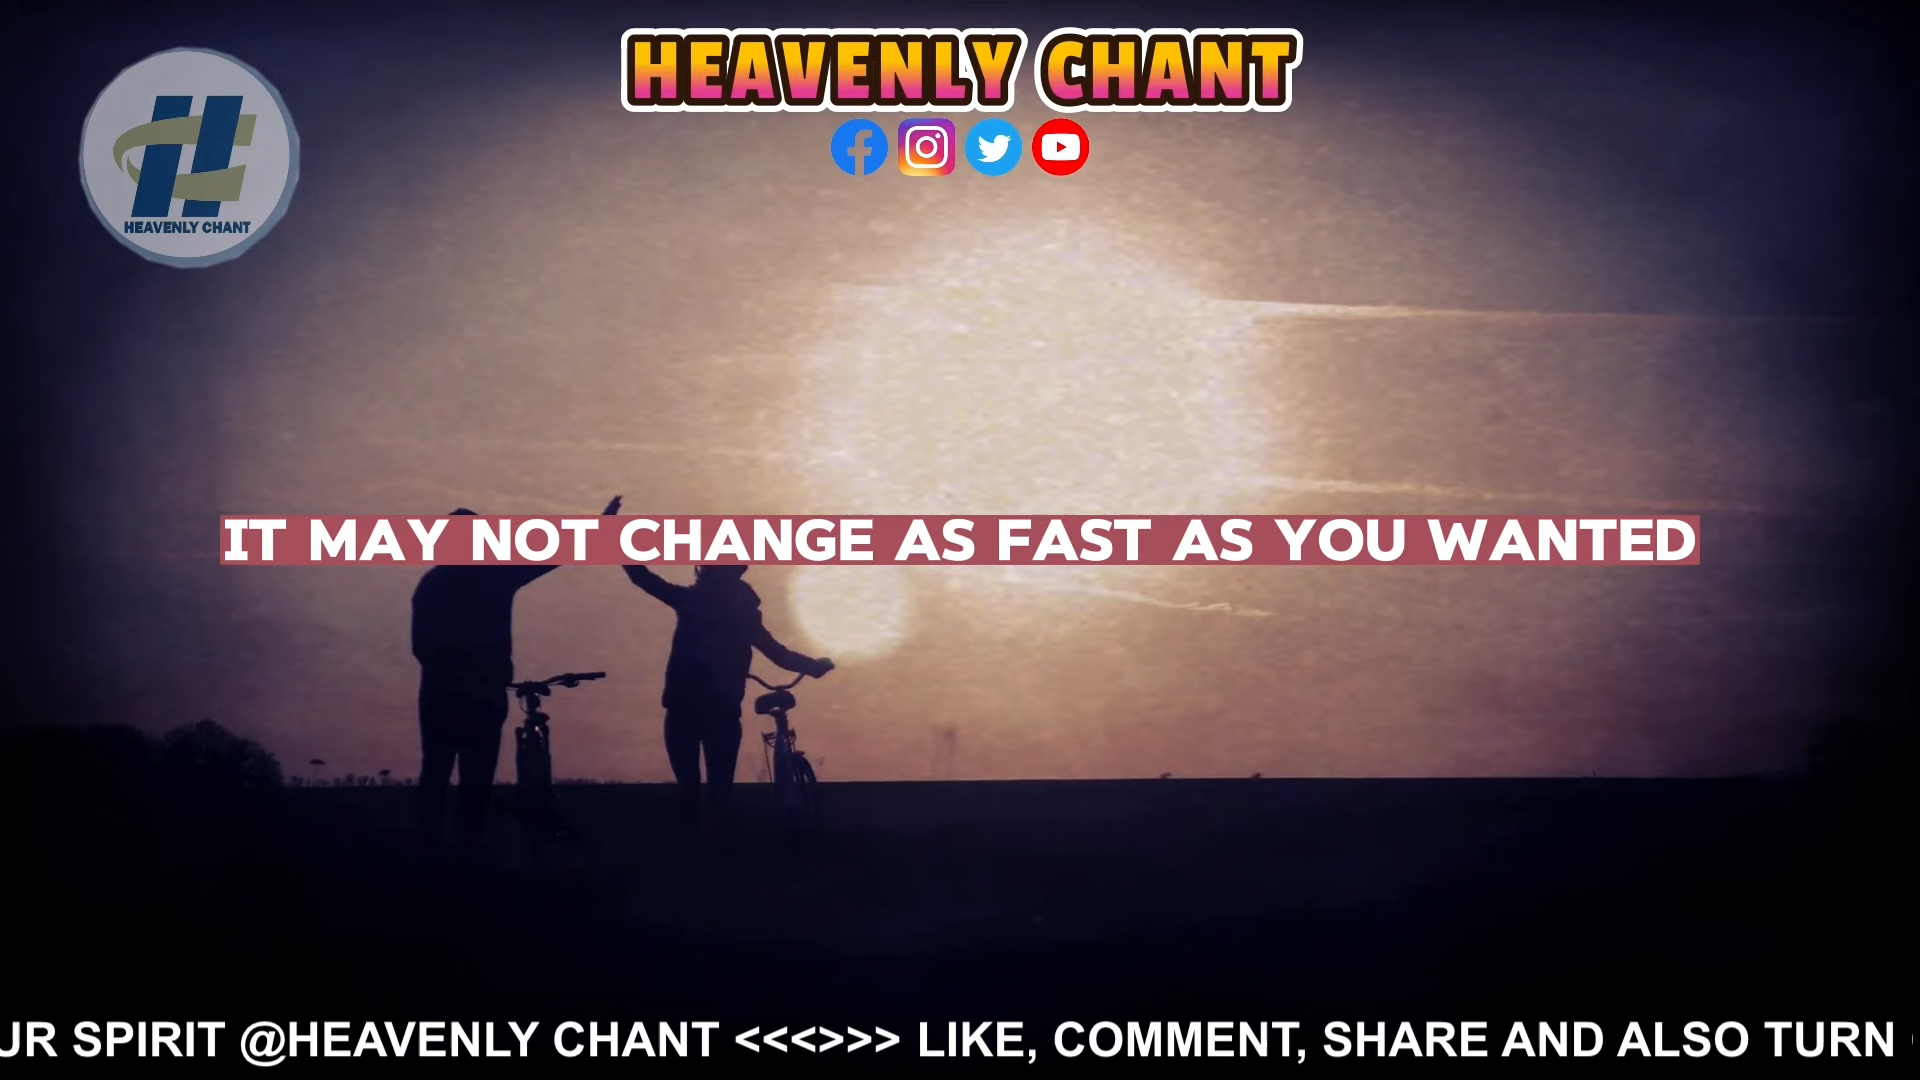 HEAVENLY CHANT
HEAVENLY CHANT
IT MAY NOT CHANGE AS FAST AS YOU WANTED
SPIRIT @HEAVENLY CHANT <<<>>> LIKE, COMMENT, SHARE AND ALSO TURN